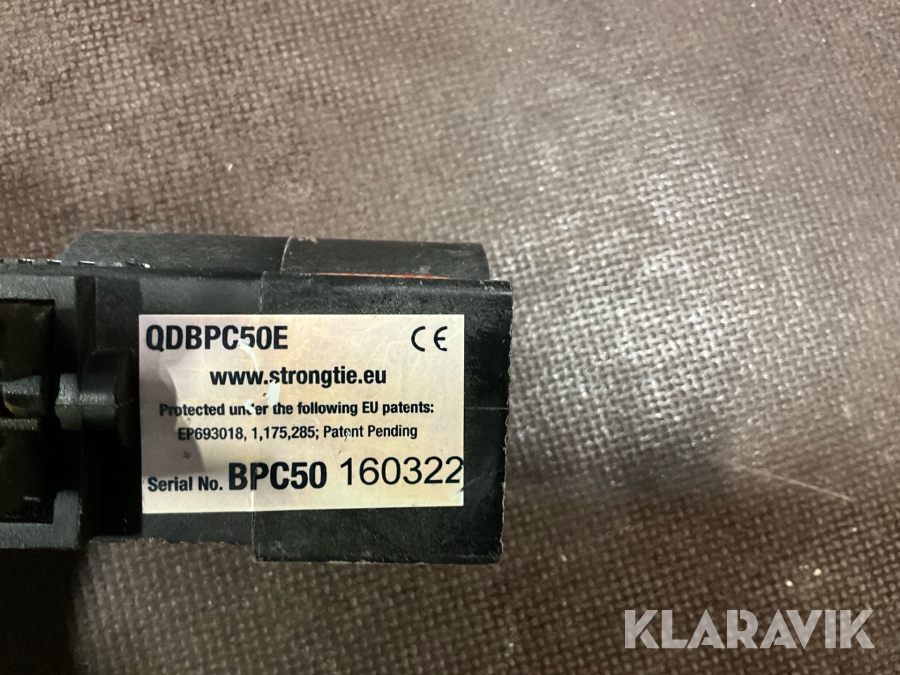 QDBPC50E CE
www.strongtie.eu
Protected under the following EU patents:
EP693018, 1,175,285; Patent Pending
Serial No. BPC50 160322
KLARAVIK